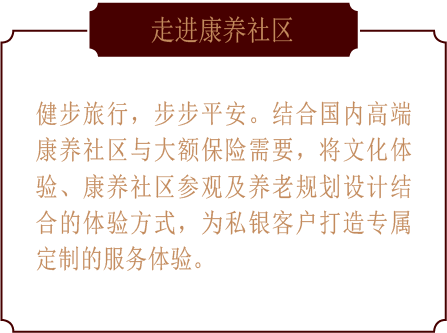 走进康养社区
健步旅行，步步平安。结合国内高端
康养社区与大额保险需要，将文化体
验、康养社区参观及养老规划设计结
合的体验方式，为私银客户打造专属
定制的服务体验。